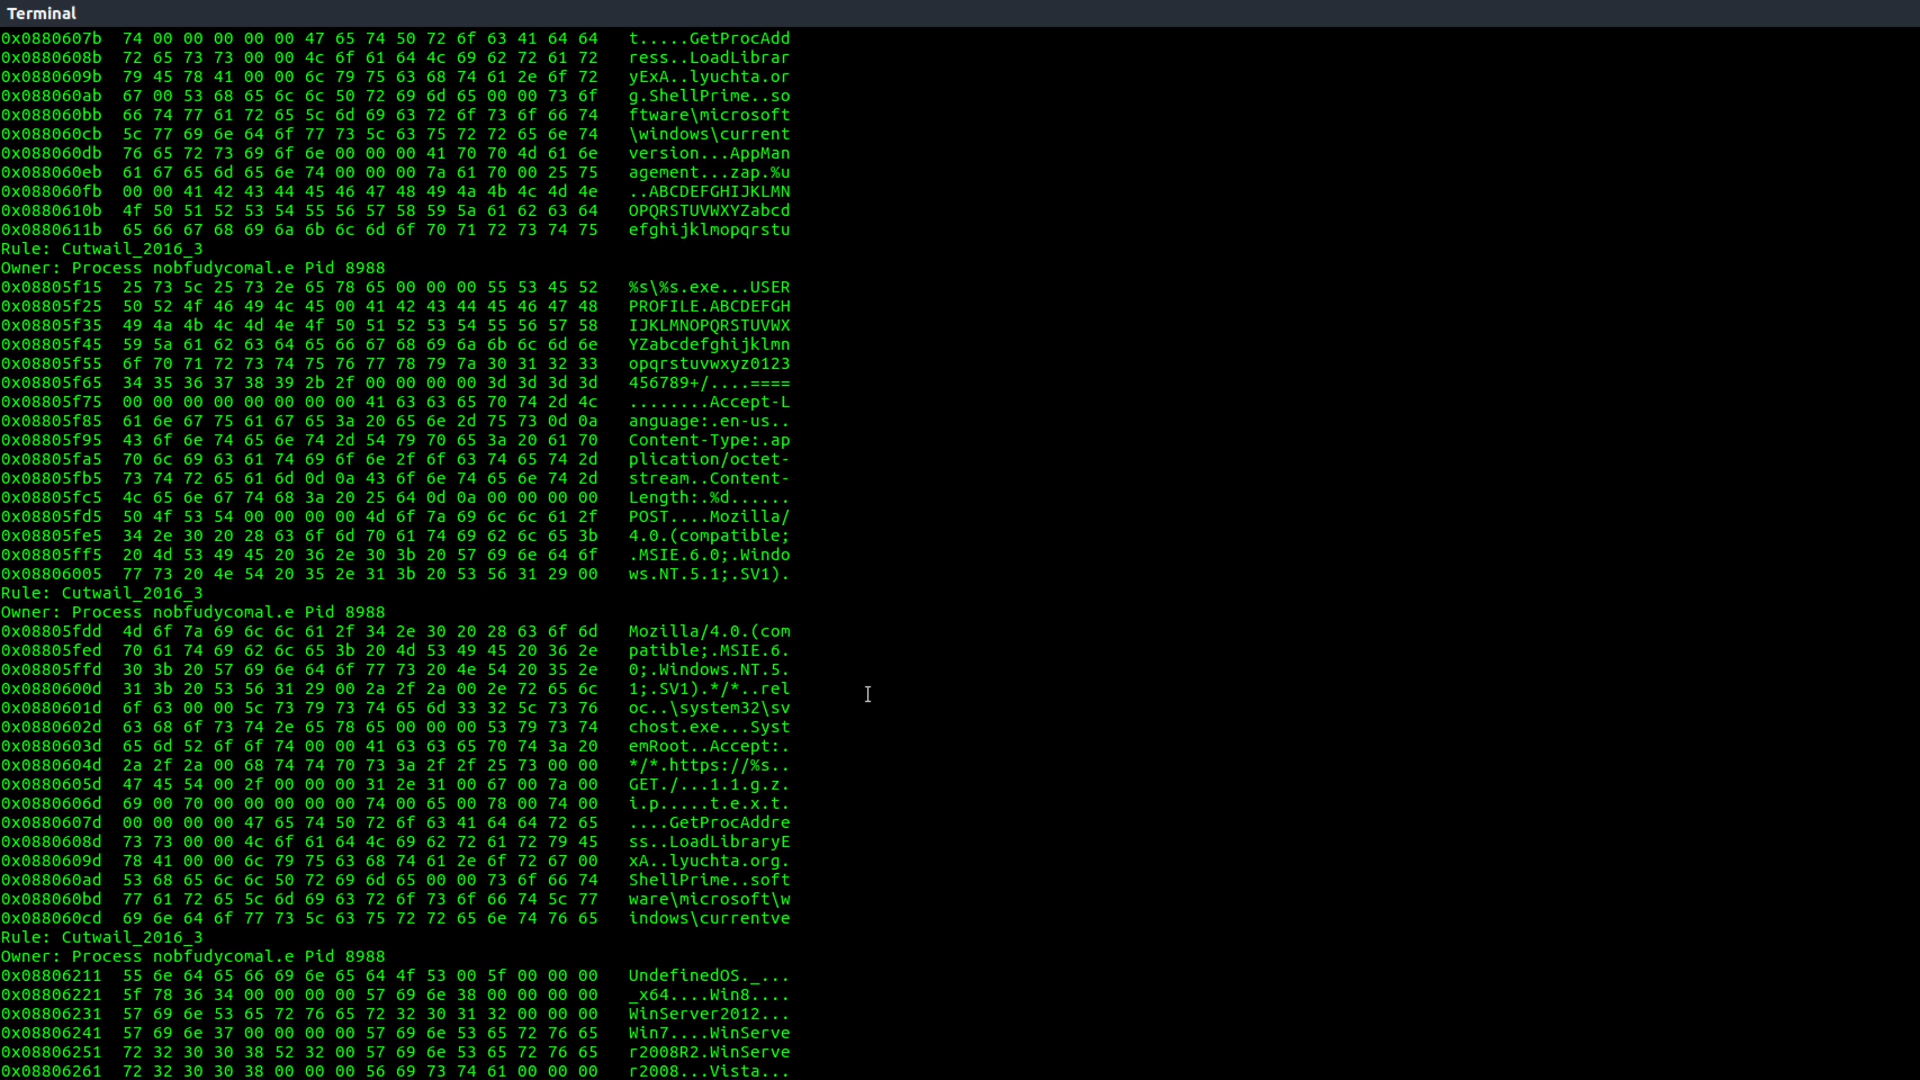 Terminal
0x0880607b  74 00 00 00 00 00 47 65 74 50 72 6f 63 41 64 64   t.....GetProcAdd
0x0880608b  72 65 73 73 00 00 4c 6f 61 64 4c 69 62 72 61 72   ress..LoadLibrar
0x0880609b  79 45 78 41 00 00 6c 79 75 63 68 74 61 2e 6f 72   yExA..lyuchta.or
0x088060ab  67 00 53 68 65 6c 6c 50 72 69 6d 65 00 00 73 6f   g.ShellPrime..so
0x088060bb  66 74 77 61 72 65 5c 6d 69 63 72 6f 73 6f 66 74   ftware\microsoft
0x088060cb  5c 77 69 6e 64 6f 77 73 5c 63 75 72 72 65 6e 74   \windows\current
0x088060db  76 65 72 73 69 6f 6e 00 00 00 41 70 70 4d 61 6e   version...AppMan
0x088060eb  61 67 65 6d 65 6e 74 00 00 00 7a 61 70 00 25 75   agement...zap.%u
0x088060fb  00 00 41 42 43 44 45 46 47 48 49 4a 4b 4c 4d 4e   ..ABCDEFGHIJKLMN
0x0880610b  4f 50 51 52 53 54 55 56 57 58 59 5a 61 62 63 64   OPQRSTUVWXYZabcd
0x0880611b  65 66 67 68 69 6a 6b 6c 6d 6f 70 71 72 73 74 75   efghijklmopqrstu
Rule: Cutwail_2016_3
Owner: Process nobfudycomal.e Pid 8988
0x08805f15  25 73 5c 25 73 2e 65 78 65 00 00 00 55 53 45 52   %s\%s.exe...USER
0x08805f25  50 52 4f 46 49 4c 45 00 41 42 43 44 45 46 47 48   PROFILE.ABCDEFGH
0x08805f35  49 4a 4b 4c 4d 4e 4f 50 51 52 53 54 55 56 57 58   IJKLMNOPQRSTUVWX
0x08805f45  59 5a 61 62 63 64 65 66 67 68 69 6a 6b 6c 6d 6e   YZabcdefghijklmn
0x08805f55  6f 70 71 72 73 74 75 76 77 78 79 7a 30 31 32 33   opqrstuvwxyz0123
0x08805f65  34 35 36 37 38 39 2b 2f 00 00 00 00 3d 3d 3d 3d   456789+/....====
0x08805f75  00 00 00 00 00 00 00 00 41 63 63 65 70 74 2d 4c   ........Accept-L
0x08805f85  61 6e 67 75 61 67 65 3a 20 65 6e 2d 75 73 0d 0a   anguage:.en-us..
0x08805f95  43 6f 6e 74 65 6e 74 2d 54 79 70 65 3a 20 61 70   Content-Type:.ap
0x08805fa5  70 6c 69 63 61 74 69 6f 6e 2f 6f 63 74 65 74 2d   plication/octet-
0x08805fb5  73 74 72 65 61 6d 0d 0a 43 6f 6e 74 65 6e 74 2d   stream..Content-
0x08805fc5  4c 65 6e 67 74 68 3a 20 25 64 0d 0a 00 00 00 00   Length:.%d......
0x08805fd5  50 4f 53 54 00 00 00 00 4d 6f 7a 69 6c 6c 61 2f   POST....Mozilla/
0x08805fe5  34 2e 30 20 28 63 6f 6d 70 61 74 69 62 6c 65 3b   4.0.(compatible;
0x08805ff5  20 4d 53 49 45 20 36 2e 30 3b 20 57 69 6e 64 6f   .MSIE.6.0;.Windo
0x08806005  77 73 20 4e 54 20 35 2e 31 3b 20 53 56 31 29 00   ws.NT.5.1;.SV1).
Rule: Cutwail_2016_3
Owner: Process nobfudycomal.e Pid 8988
0x08805fdd  4d 6f 7a 69 6c 6c 61 2f 34 2e 30 20 28 63 6f 6d   Mozilla/4.0.(com
0x08805fed  70 61 74 69 62 6c 65 3b 20 4d 53 49 45 20 36 2e   patible;.MSIE.6.
0x08805ffd  30 3b 20 57 69 6e 64 6f 77 73 20 4e 54 20 35 2e   0;.Windows.NT.5.
0x0880600d  31 3b 20 53 56 31 29 00 2a 2f 2a 00 2e 72 65 6c   1;.SV1).*/*..rel
0x0880601d  6f 63 00 00 5c 73 79 73 74 65 6d 33 32 5c 73 76   oc..\system32\sv
0x0880602d  63 68 6f 73 74 2e 65 78 65 00 00 00 53 79 73 74   chost.exe...Syst
0x0880603d  65 6d 52 6f 6f 74 00 00 41 63 63 65 70 74 3a 20   emRoot..Accept:.
0x0880604d  2a 2f 2a 00 68 74 74 70 73 3a 2f 2f 25 73 00 00   */*.https://%s..
0x0880605d  47 45 54 00 2f 00 00 00 31 2e 31 00 67 00 7a 00   GET./...1.1.g.z.
0x0880606d  69 00 70 00 00 00 00 00 74 00 65 00 78 00 74 00   i.p.....t.e.x.t.
0x0880607d  00 00 00 00 47 65 74 50 72 6f 63 41 64 64 72 65   ....GetProcAddre
0x0880608d  73 73 00 00 4c 6f 61 64 4c 69 62 72 61 72 79 45   ss..LoadLibraryE
0x0880609d  78 41 00 00 6c 79 75 63 68 74 61 2e 6f 72 67 00   xA..lyuchta.org.
0x088060ad  53 68 65 6c 6c 50 72 69 6d 65 00 00 73 6f 66 74   ShellPrime..soft
0x088060bd  77 61 72 65 5c 6d 69 63 72 6f 73 6f 66 74 5c 77   ware\microsoft\w
0x088060cd  69 6e 64 6f 77 73 5c 63 75 72 72 65 6e 74 76 65   indows\currentve
Rule: Cutwail_2016_3
Owner: Process nobfudycomal.e Pid 8988
0x08806211  55 6e 64 65 66 69 6e 65 64 4f 53 00 5f 00 00 00   UndefinedOS._...
0x08806221  5f 78 36 34 00 00 00 00 57 69 6e 38 00 00 00 00   _x64....Win8....
0x08806231  57 69 6e 53 65 72 76 65 72 32 30 31 32 00 00 00   WinServer2012...
0x08806241  57 69 6e 37 00 00 00 00 57 69 6e 53 65 72 76 65   Win7....WinServe
0x08806251  72 32 30 30 38 52 32 00 57 69 6e 53 65 72 76 65   r2008R2.WinServe
0x08806261  72 32 30 30 38 00 00 00 56 69 73 74 61 00 00 00   r2008...Vista...